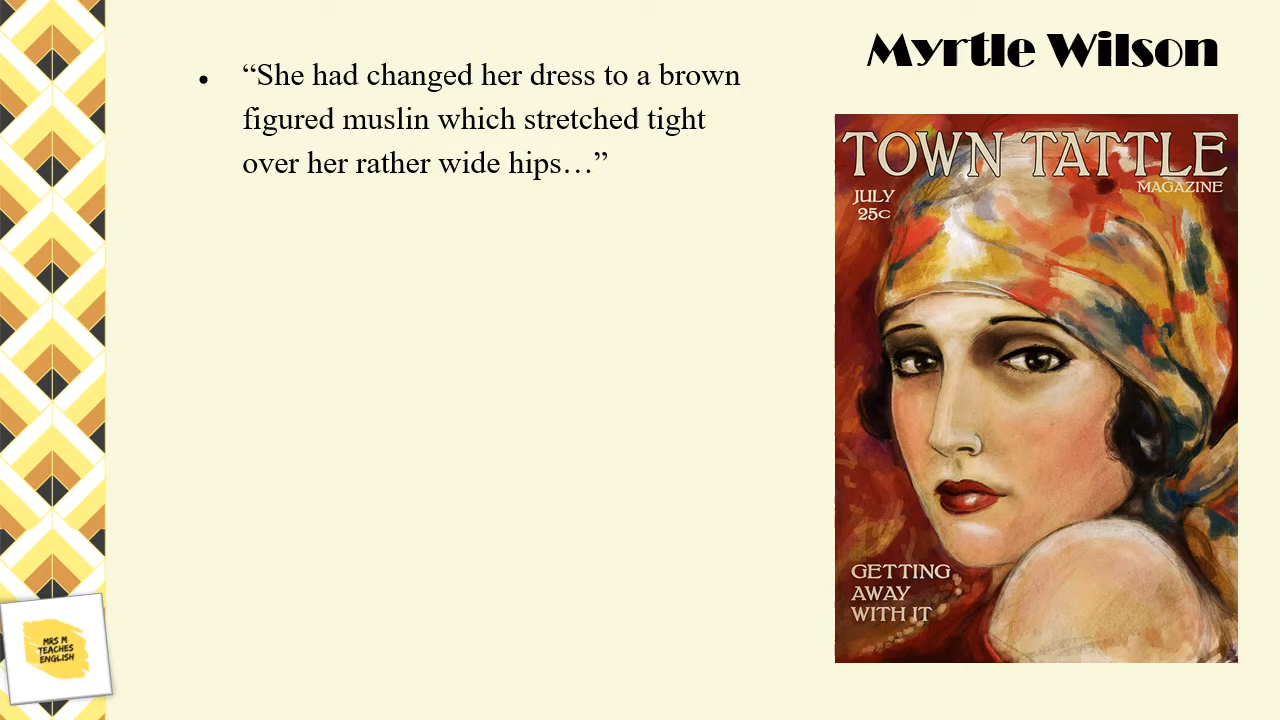 Myrtle Wilson
• “She had changed her dress to a brown
figured muslin which stretched tight
over her rather wide hips…”
TOWN TATTLE
MAGAZINE
JULY
25c
GETTING
AWAY
WITH IT
MRS M
TEACHES
ENGLISH